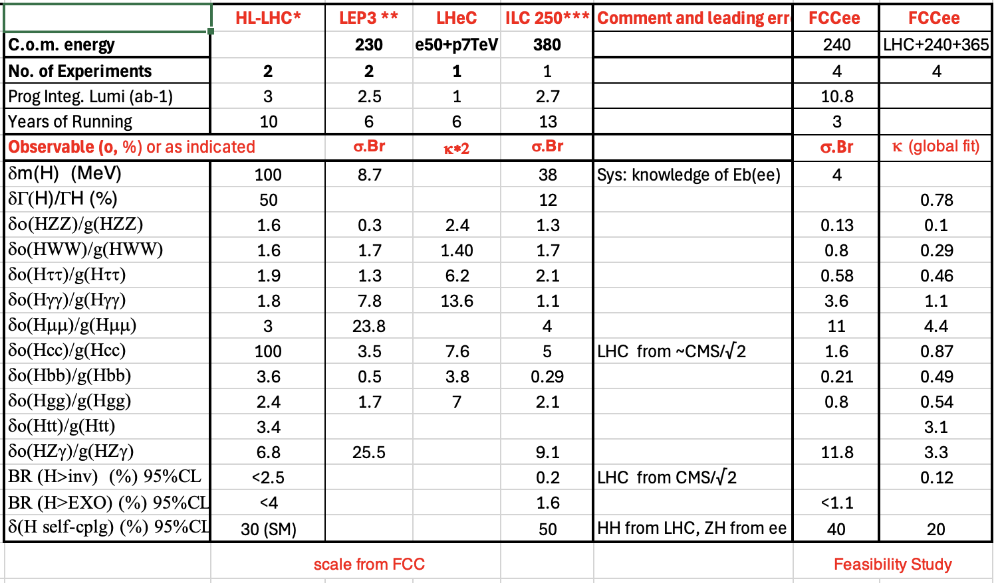 HL-LHC* LEP3 ** LHeC ILC 250*** Comment and leading err FCCee FCCee
C.o.m. energy 230 e50+p7TeV 380 240 LHC+240+365
No. of Experiments 2 2 1 1 4 4
Prog Integ. Lumi (ab-1) 3 2.5 1 2.7 10.8
Years of Running 10 6 6 13 3
Observable (o, %) or as indicated σ.Br κ*2 σ.Br σ.Br κ (global fit)
δm(H) (MeV) 100 8.7 38 Sys: knowledge of Eb(ee) 4
δΓ(H)/ΓH (%) 50 12 0.78
δo(HZZ)/g(HZZ) 1.6 0.3 2.4 1.3 0.13 0.1
δo(HWW)/g(HWW) 1.6 1.7 1.40 1.7 0.8 0.29
δo(Hττ)/g(Hττ) 1.9 1.3 6.2 2.1 0.58 0.46
δo(Hγγ)/g(Hγγ) 1.8 7.8 13.6 1.1 3.6 1.1
δo(Hμμ)/g(Hμμ) 3 23.8 4 11 4.4
δo(Hcc)/g(Hcc) 100 3.5 7.6 5 LHC from ~CMS/√2 1.6 0.87
δo(Hbb)/g(Hbb) 3.6 0.5 3.8 0.29 0.21 0.49
δo(Hgg)/g(Hgg) 2.4 1.7 7 2.1 0.8 0.54
δo(Htt)/g(Htt) 3.4 3.1
δo(HZγ)/g(HZγ) 6.8 25.5 9.1 11.8 3.3
BR (H>inv) (%) 95%CL <2.5 0.2 LHC from CMS/√2 0.12
BR (H>EXO) (%) 95%CL <4 1.6 <1.1
δ(H self-cplg) (%) 95%CL 30 (SM) 50 HH from LHC, ZH from ee 40 20
scale from FCC Feasibility Study